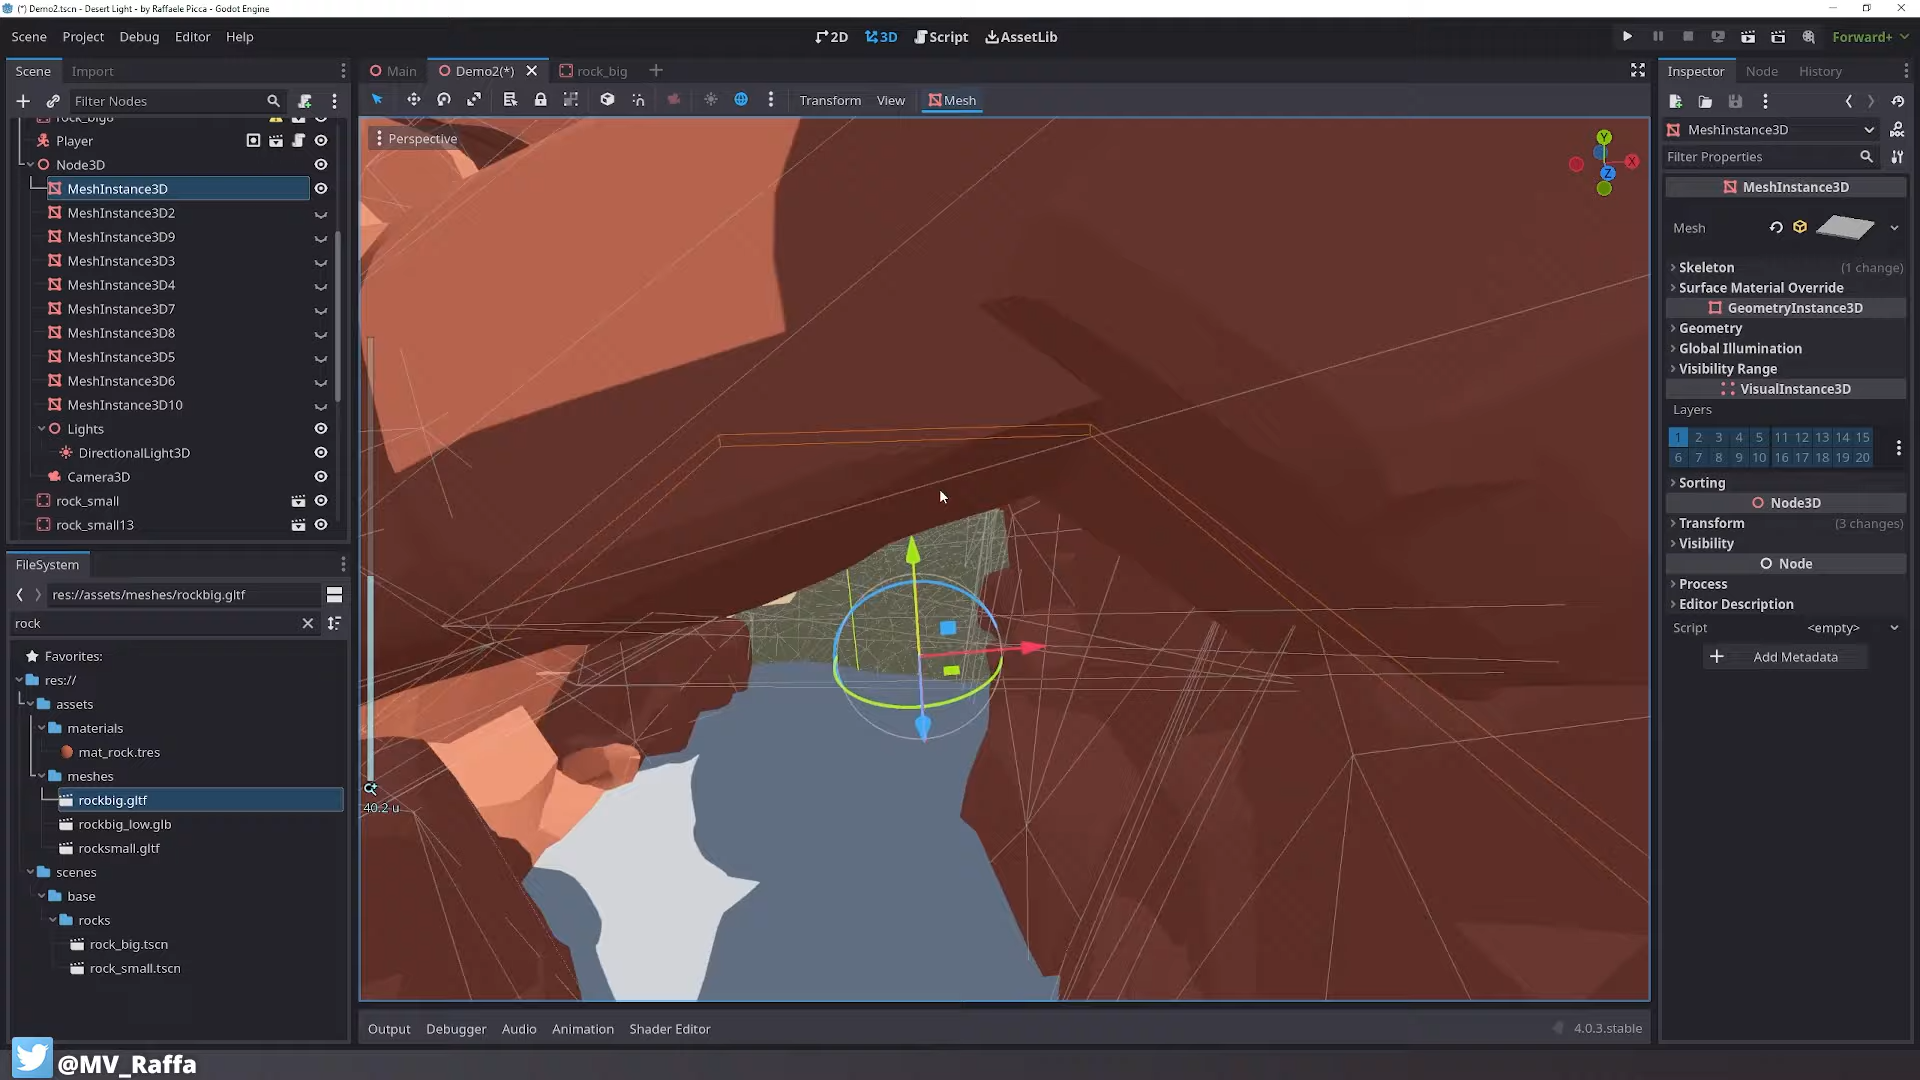 (*) Demo2.tscn - Desert Light - by Raffaele Picca - Godot Engine
Scene Project Debug Editor Help
2D 3D Script AssetLib
Forward+
Scene Import
Main Demo2(*) rock_big
Inspector Node History
Filter Nodes
Transform View Mesh
rock_big8
Player
Node3D
MeshInstance3D
MeshInstance3D2
MeshInstance3D9
MeshInstance3D3
MeshInstance3D4
MeshInstance3D7
MeshInstance3D8
MeshInstance3D5
MeshInstance3D6
MeshInstance3D10
Lights
DirectionalLight3D
Camera3D
rock_small
rock_small13
FileSystem
res://assets/meshes/rockbig.gltf
rock
Favorites:
res://
assets
materials
mat_rock.tres
meshes
rockbig.gltf
rockbig_low.glb
rocksmall.gltf
scenes
base
rocks
rock_big.tscn
rock_small.tscn
@MV_Raffa
Perspective
Y
X
Z
40.2 u
Output Debugger Audio Animation Shader Editor
4.0.3.stable
MeshInstance3D
Filter Properties
MeshInstance3D
Mesh
Skeleton (1 change)
Surface Material Override
GeometryInstance3D
Geometry
Global Illumination
Visibility Range
VisualInstance3D
Layers
1 2 3 4 5 11 12 13 14 15
6 7 8 9 10 16 17 18 19 20
Sorting
Node3D
Transform (3 changes)
Visibility
Node
Process
Editor Description
Script <empty>
Add Metadata